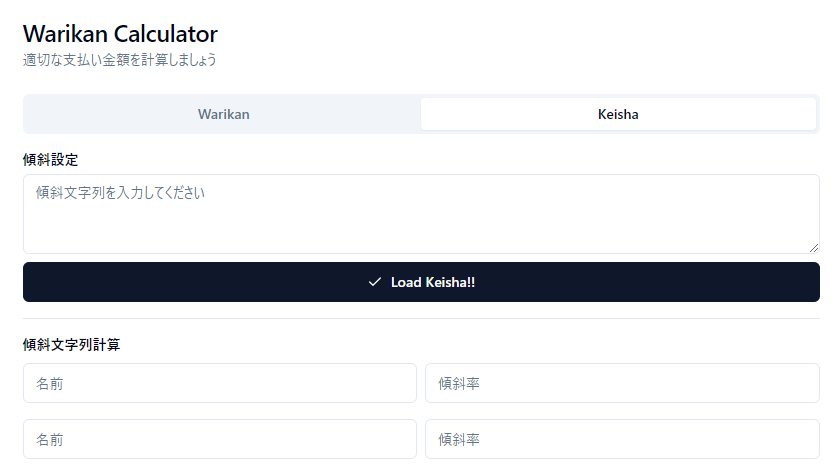 Warikan Calculator
適切な支払い金額を計算しましょう
Warikan Keisha
傾斜設定
傾斜文字列を入力してください
Load Keisha!!
傾斜文字列計算
名前 傾斜率
名前 傾斜率